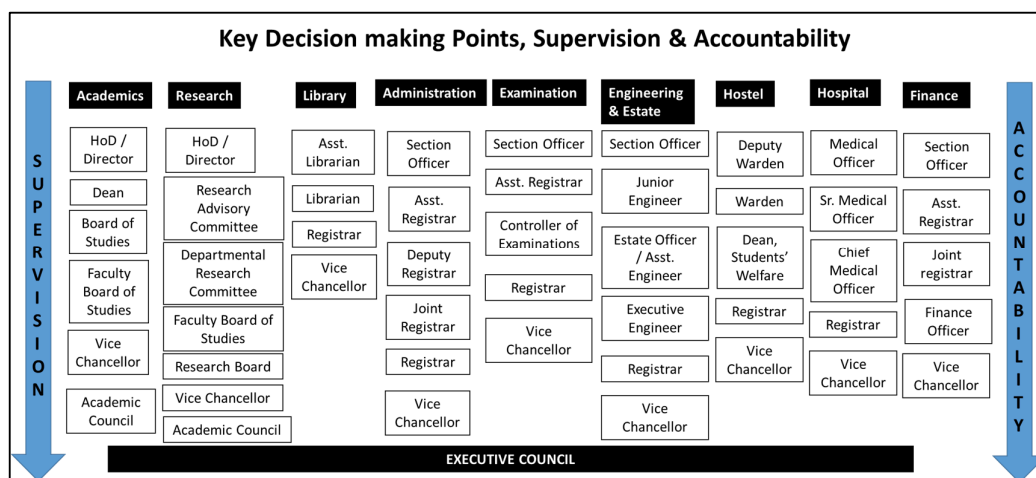 Key Decision making Points, Supervision & Accountability
SUPERVISION
Academics
HoD /
Director
Dean
Board of
Studies
Faculty
Board of
Studies
Vice
Chancellor
Academic
Council
Research
HoD /
Director
Research
Advisory
Committee
Departmental
Research
Committee
Faculty Board of
Studies
Research Board
Vice Chancellor
Academic Council
Library
Asst.
Librarian
Librarian
Registrar
Vice
Chancellor
Administration
Section
Officer
Asst.
Registrar
Deputy
Registrar
Joint
Registrar
Registrar
Vice
Chancellor
Examination
Section Officer
Asst. Registrar
Controller of
Examinations
Registrar
Vice
Chancellor
Engineering
& Estate
Section Officer
Junior
Engineer
Estate Officer
/ Asst.
Engineer
Executive
Engineer
Registrar
Vice
Chancellor
Hostel
Deputy
Warden
Warden
Dean,
Students'
Welfare
Registrar
Vice
Chancellor
Hospital
Medical
Officer
Sr. Medical
Officer
Chief
Medical
Officer
Registrar
Vice
Chancellor
Finance
Section
Officer
Asst.
Registrar
Joint
registrar
Finance
Officer
Vice
Chancellor
ACCOUNTABILITY
EXECUTIVE COUNCIL